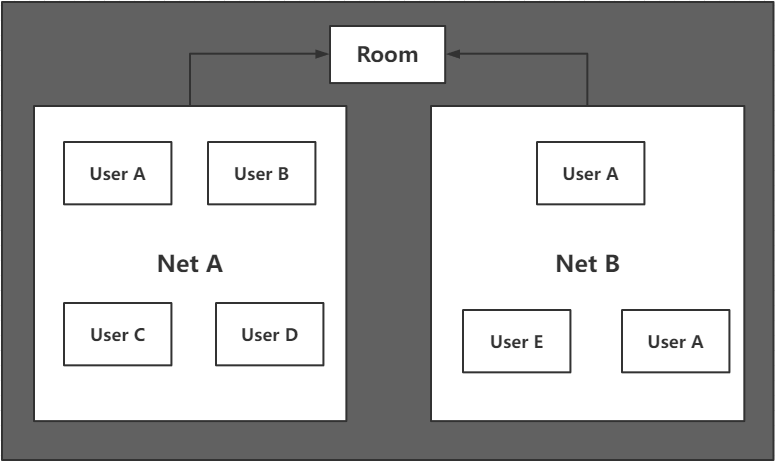 Room
User A
User B
Net A
User C
User D
User A
Net B
User E
User A